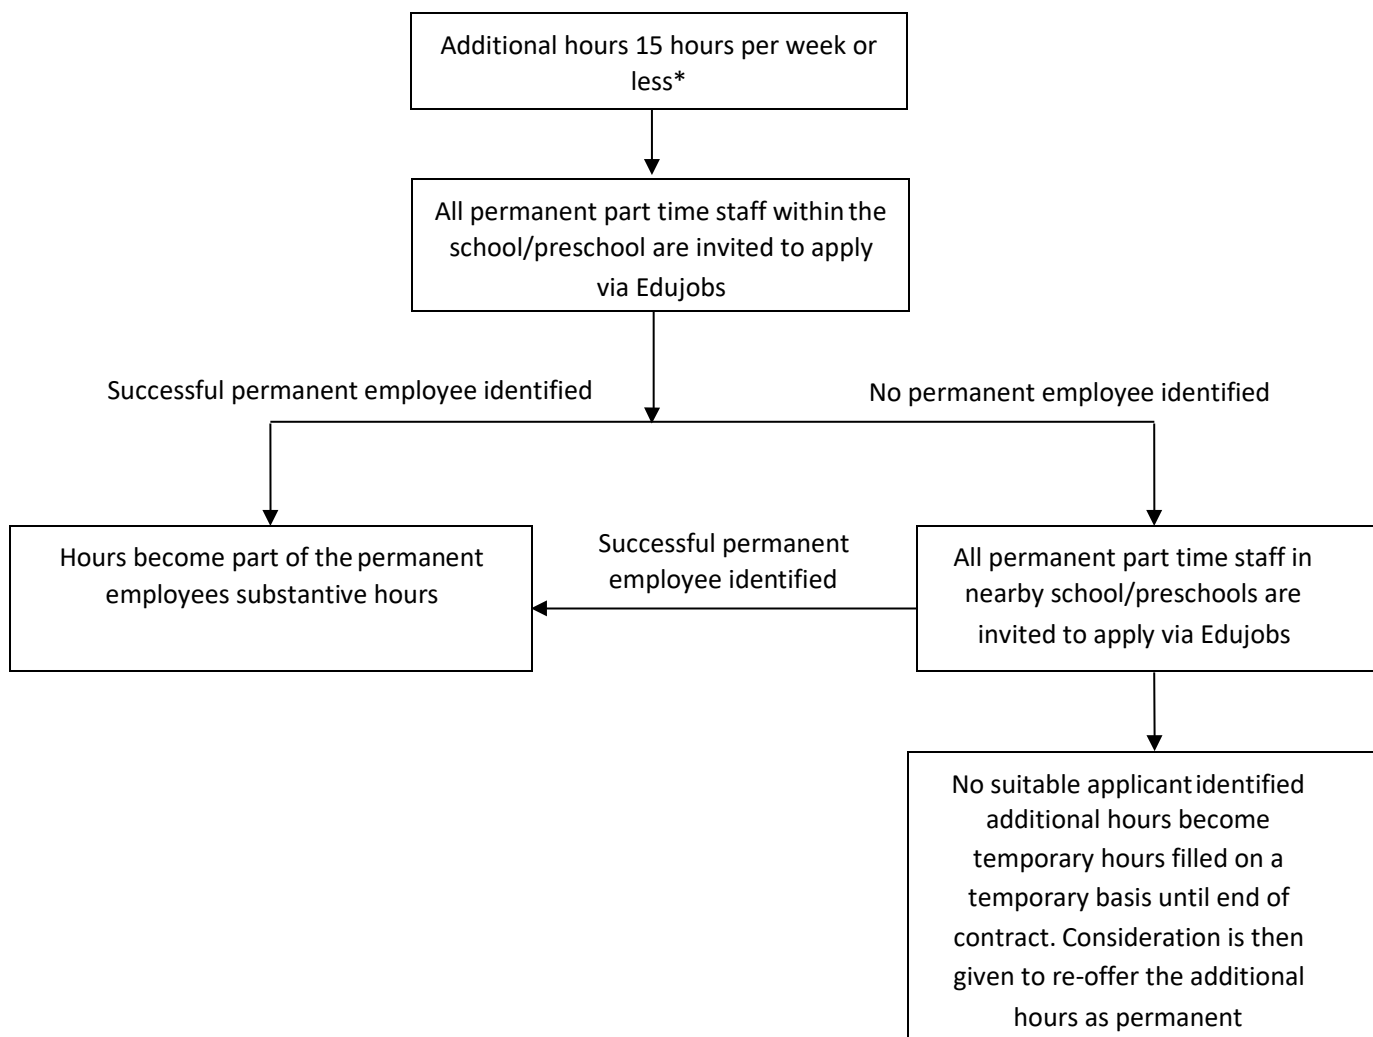 Additional hours 15 hours per week or
less*
All permanent part time staff within the
school/preschool are invited to apply
via Edujobs
Successful permanent employee identified
No permanent employee identified
Hours become part of the permanent
employees substantive hours
Successful permanent
employee identified
All permanent part time staff in
nearby school/preschools are
invited to apply via Edujobs
No suitable applicant identified
additional hours become
temporary hours filled on a
temporary basis until end of
contract. Consideration is then
given to re-offer the additional
hours as permanent